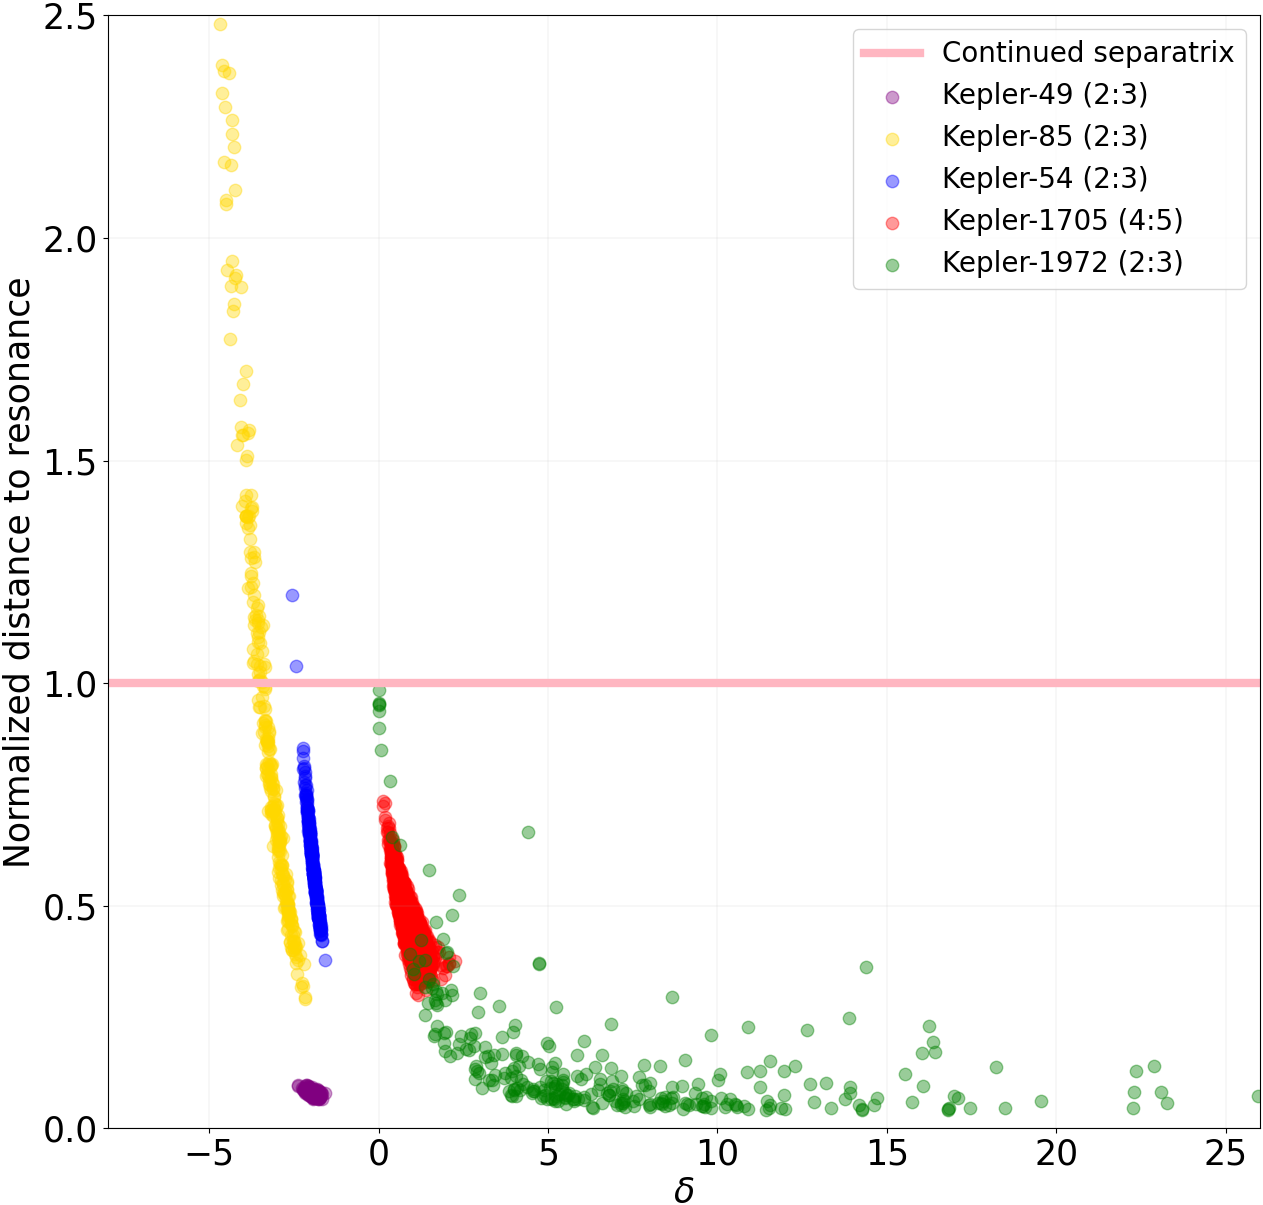 Normalized distance to resonance
2.5
2.0
1.5
1.0
0.5
0.0
Continued separatrix
Kepler-49 (2:3)
Kepler-85 (2:3)
Kepler-54 (2:3)
Kepler-1705 (4:5)
Kepler-1972 (2:3)
−5 0 5 10 15 20 25
δ